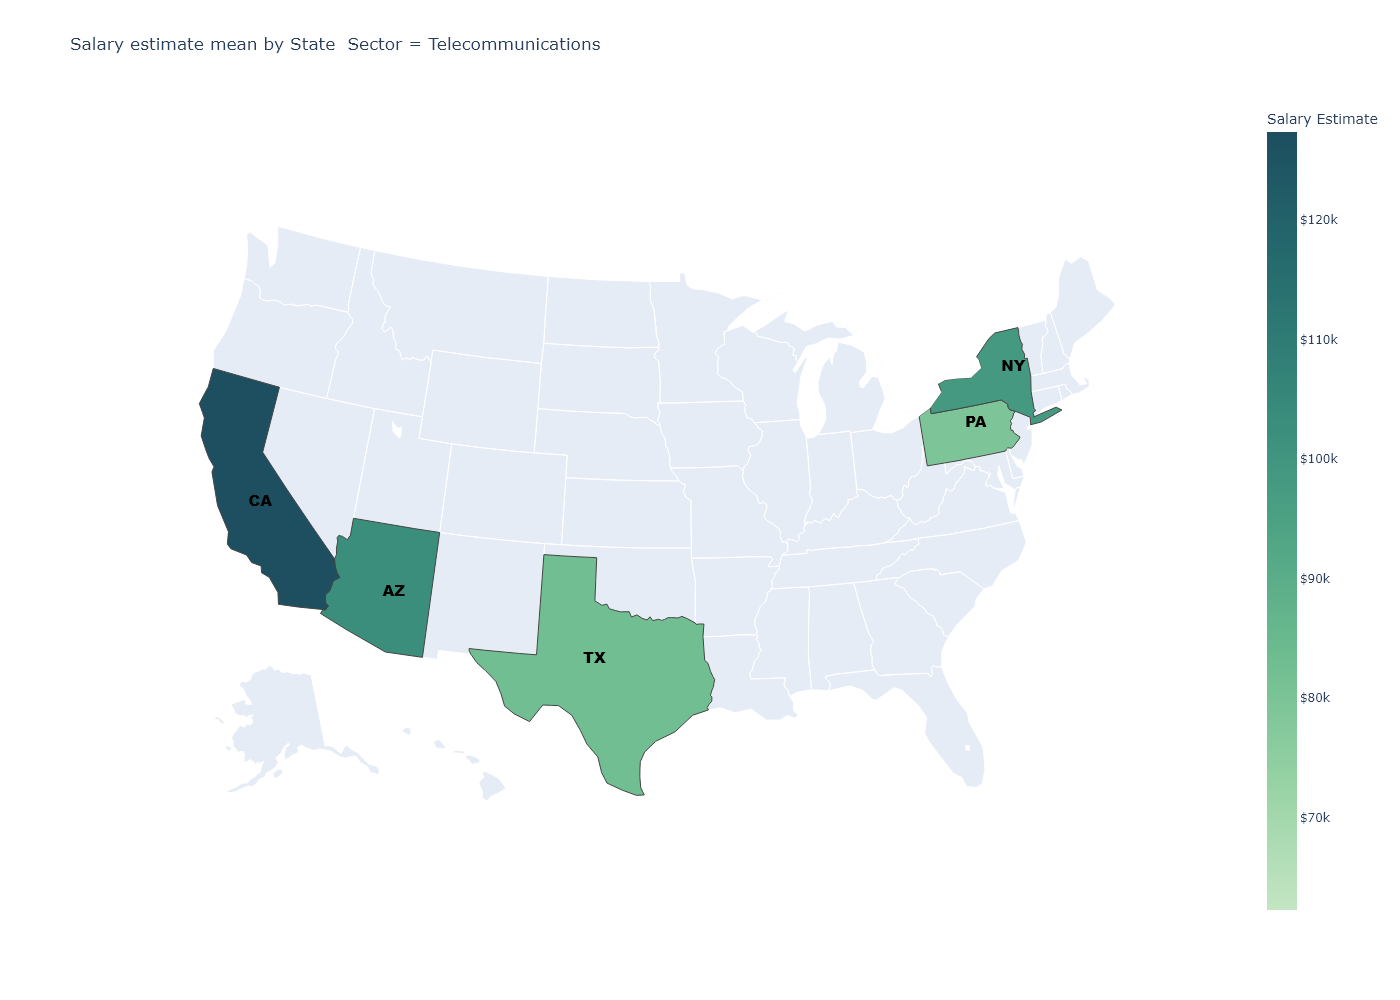 Salary estimate mean by State  Sector = Telecommunications
Salary Estimate
$120k
$110k
$100k
$90k
$80k
$70k
NY
PA
CA
AZ
TX